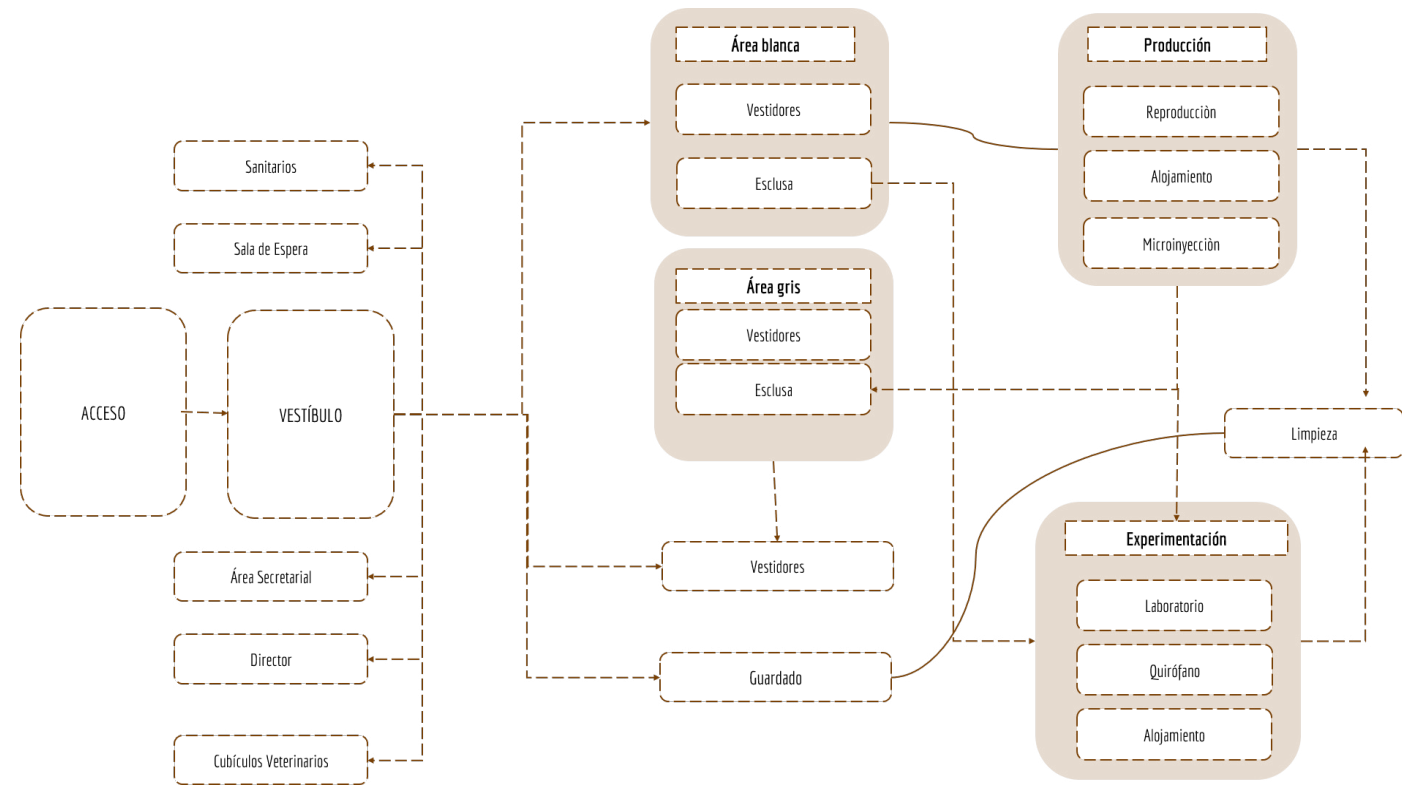 ACCESO
VESTÍBULO
Sanitarios
Sala de Espera
Área Secretarial
Director
Cubículos Veterinarios
Área blanca
Vestidores
Esclusa
Área gris
Vestidores
Esclusa
Vestidores
Guardado
Producción
Reproducciòn
Alojamiento
Microinyecciòn
Limpieza
Experimentación
Laboratorio
Quirófano
Alojamiento